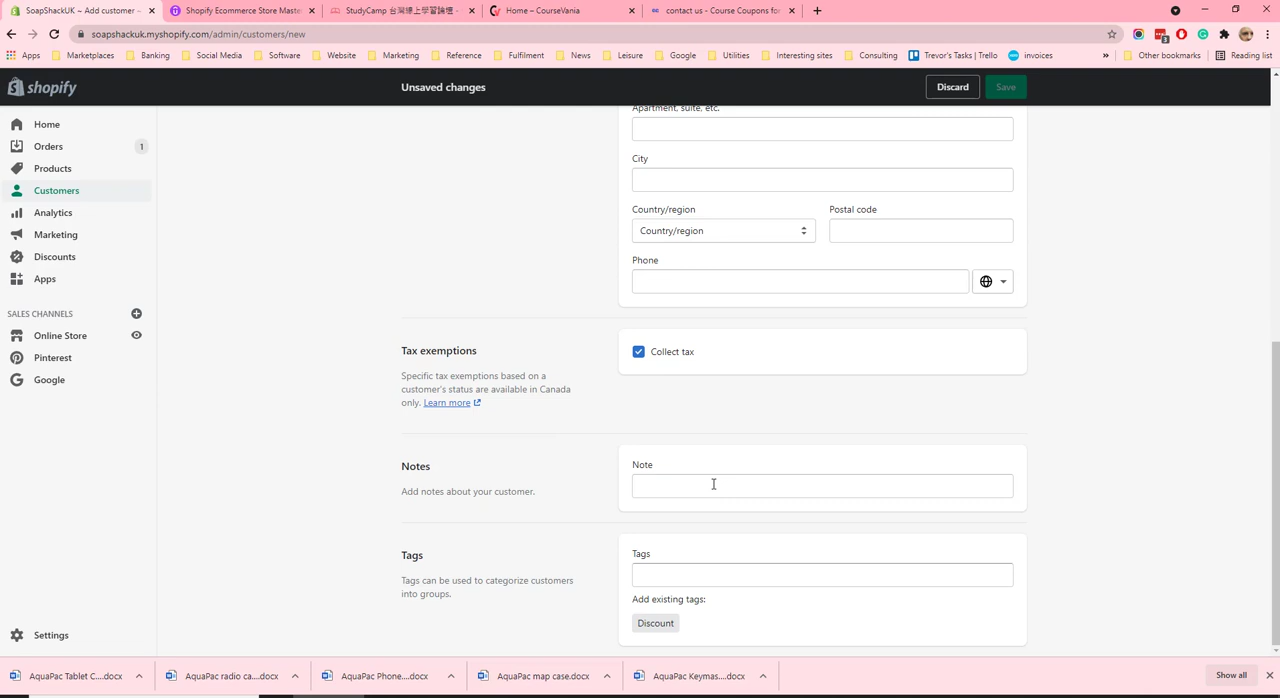 SoapShackUK ~ Add customer ~
Shopify Ecommerce Store Maste
StudyCamp 台灣線上學習論壇 -
Home – CourseVania
contact us - Course Coupons fo
soapshackuk.myshopify.com/admin/customers/new
Apps
Marketplaces
Banking
Social Media
Software
Website
Marketing
Reference
Fulfilment
News
Leisure
Google
Utilities
Interesting sites
Consulting
Trevor's Tasks | Trello
invoices
»
Other bookmarks
Reading list
shopify
Unsaved changes
Discard
Save
Home
Orders
1
Products
Customers
Analytics
Marketing
Discounts
Apps
SALES CHANNELS
Online Store
Pinterest
Google
Settings
Apartment, suite, etc.
City
Country/region
Postal code
Country/region
Phone
Tax exemptions
Collect tax
Specific tax exemptions based on a
customer's status are available in Canada
only. Learn more
Notes
Note
Add notes about your customer.
Tags
Tags
Tags can be used to categorize customers
into groups.
Add existing tags:
Discount
AquaPac Tablet C....docx
AquaPac radio ca....docx
AquaPac Phone....docx
AquaPac map case.docx
AquaPac Keymas....docx
Show all